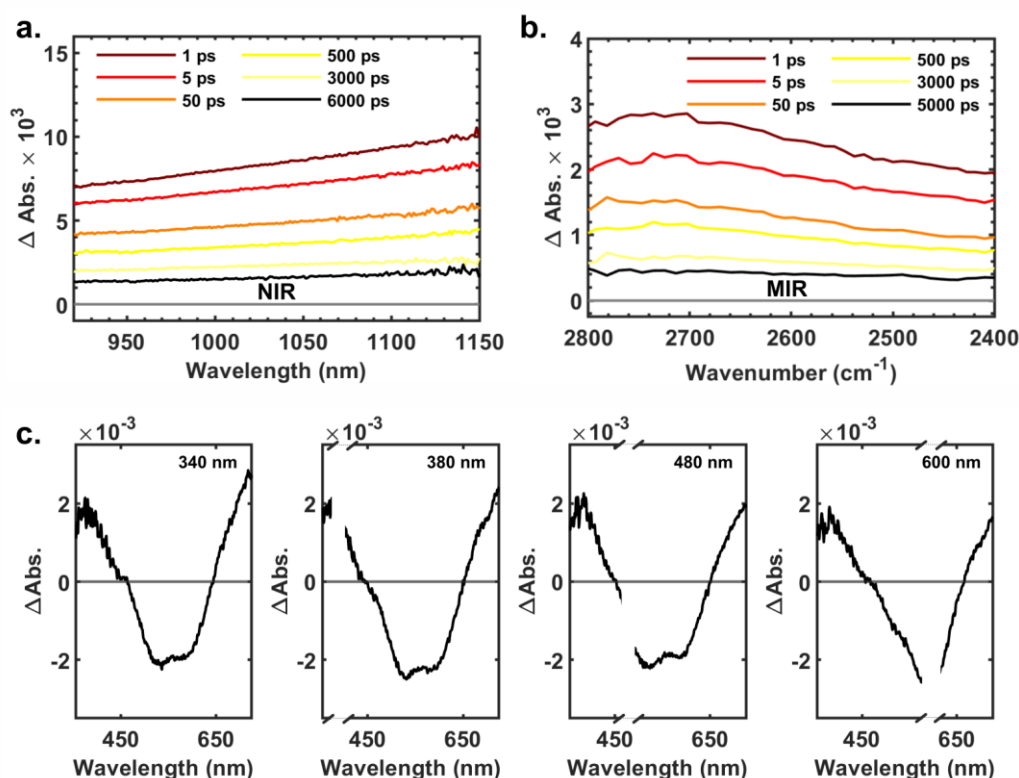 a.
15
10
5
0
Δ Abs. × 10³
1 ps
5 ps
50 ps
500 ps
3000 ps
6000 ps
NIR
950 1000 1050 1100 1150
Wavelength (nm)
b.
4
3
2
1
0
Δ Abs. × 10³
1 ps
5 ps
50 ps
500 ps
3000 ps
5000 ps
MIR
2800 2700 2600 2500 2400
Wavenumber (cm⁻¹)
c.
×10⁻³
340 nm
2
0
-2
ΔAbs.
450 650
Wavelength (nm)
×10⁻³
380 nm
2
0
-2
ΔAbs.
450 650
Wavelength (nm)
×10⁻³
480 nm
2
0
-2
ΔAbs.
450 650
Wavelength (nm)
×10⁻³
600 nm
2
0
-2
ΔAbs.
450 650
Wavelength (nm)